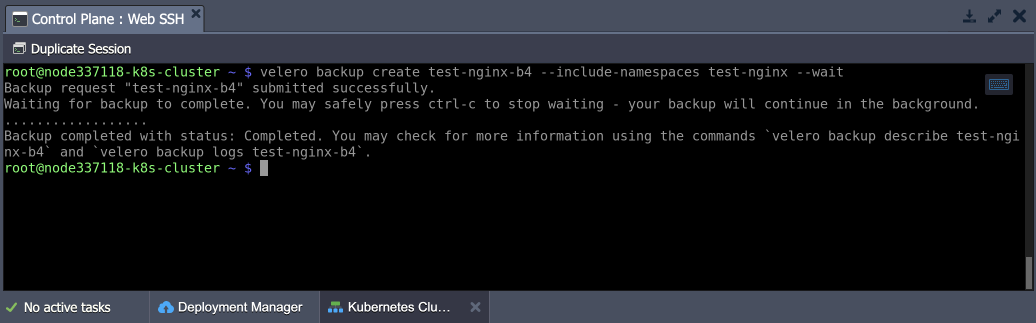 Control Plane : Web SSH
Duplicate Session
root@node337118-k8s-cluster ~ $ velero backup create test-nginx-b4 --include-namespaces test-nginx --wait
Backup request "test-nginx-b4" submitted successfully.
Waiting for backup to complete. You may safely press ctrl-c to stop waiting - your backup will continue in the background.
..................
Backup completed with status: Completed. You may check for more information using the commands `velero backup describe test-ngi
nx-b4` and `velero backup logs test-nginx-b4`.
root@node337118-k8s-cluster ~ $
No active tasks Deployment Manager Kubernetes Clu...